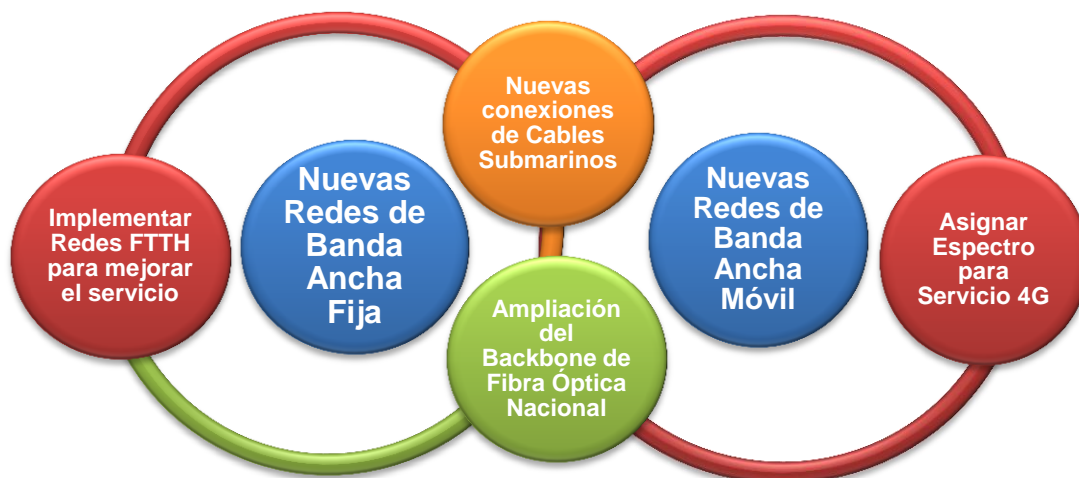 Nuevas
conexiones
de Cables
Submarinos
Implementar
Redes FTTH
para mejorar
el servicio
Nuevas
Redes de
Banda
Ancha
Fija
Nuevas
Redes de
Banda
Ancha
Móvil
Asignar
Espectro
para
Servicio 4G
Ampliación
del
Backbone de
Fibra Óptica
Nacional